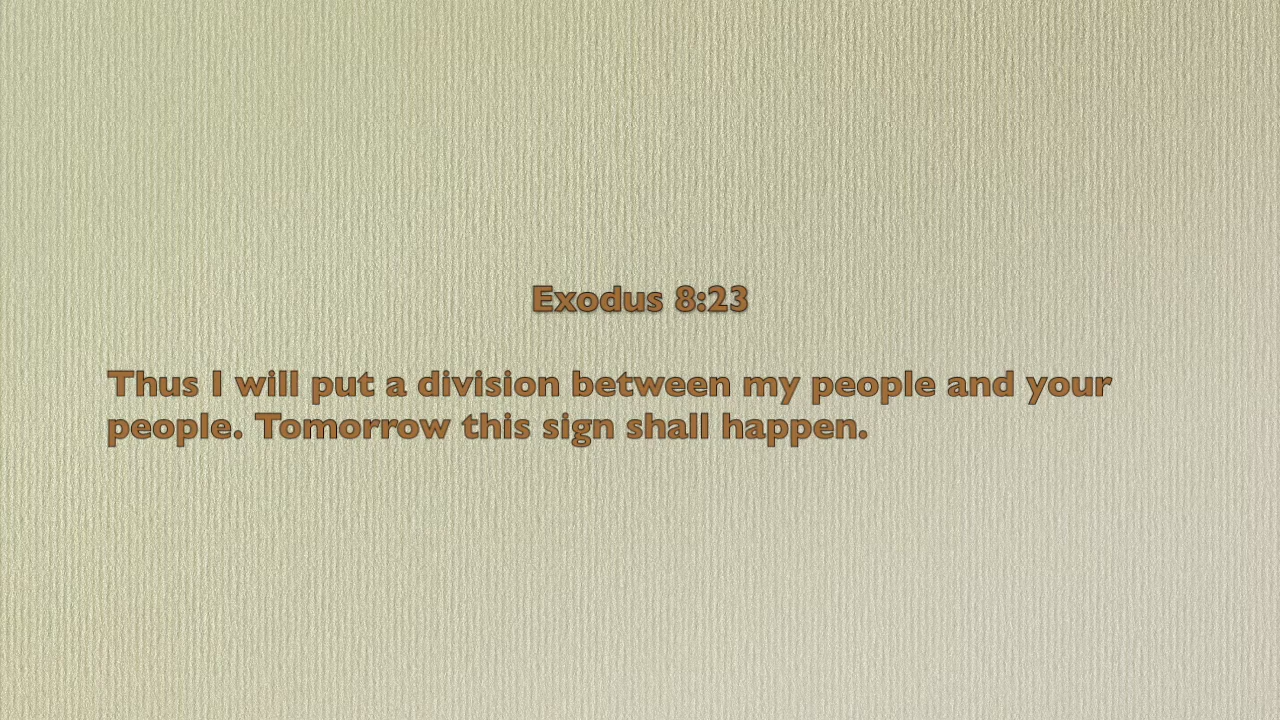 Exodus 8:23
Thus I will put a division between my people and your
people. Tomorrow this sign shall happen.